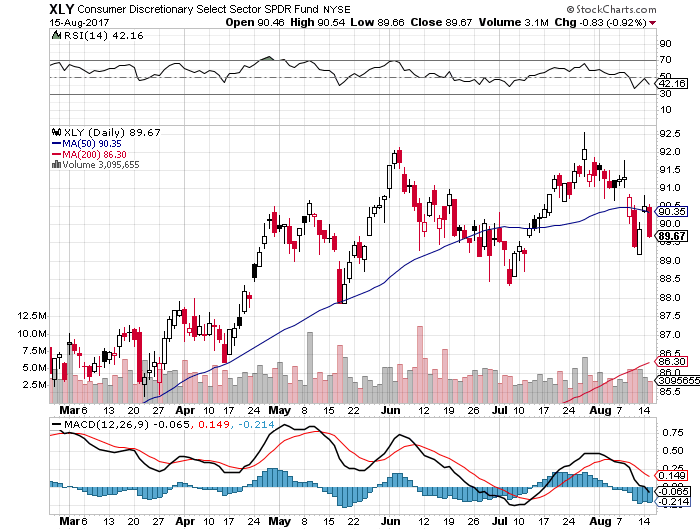 XLY Consumer Discretionary Select Sector SPDR Fund NYSE © StockCharts.com
15-Aug-2017 Open 90.46 High 90.54 Low 89.66 Close 89.67 Volume 3.1M Chg -0.83 (-0.92%)
RSI(14) 42.16
90
70
50
42.16
30
10
XLY (Daily) 89.67
MA(50) 90.35
MA(200) 86.30
Volume 3,095,655
92.5
92.0
91.5
91.0
90.5
90.35
90.0
89.67
89.0
88.5
88.0
87.5
87.0
86.5
86.30
86.0
3095655
85.5
12.5M
10.0M
7.5M
5.0M
2.5M
Mar 6 13 20 27 Apr 10 17 24 May 8 15 22 Jun 12 19 26 Jul 10 17 24 Aug 7 14
MACD(12,26,9) -0.065, 0.149, -0.214
0.75
0.50
0.25
0.149
0.00
-0.065
-0.214
Mar 6 13 20 27 Apr 10 17 24 May 8 15 22 Jun 12 19 26 Jul 10 17 24 Aug 7 14